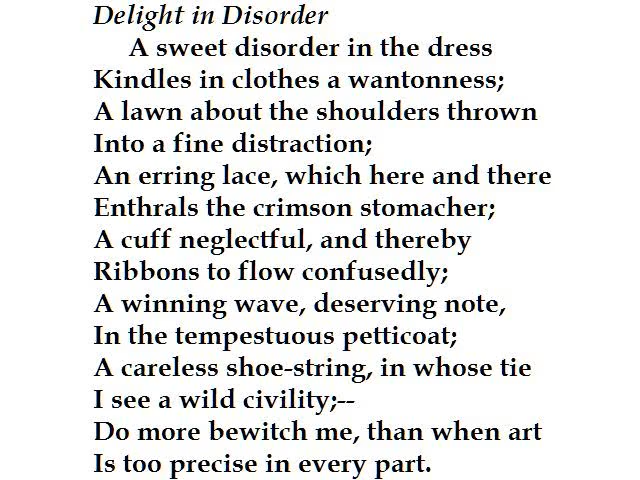 Delight in Disorder
A sweet disorder in the dress
Kindles in clothes a wantonness;
A lawn about the shoulders thrown
Into a fine distraction;
An erring lace, which here and there
Enthrals the crimson stomacher;
A cuff neglectful, and thereby
Ribbons to flow confusedly;
A winning wave, deserving note,
In the tempestuous petticoat;
A careless shoe-string, in whose tie
I see a wild civility;--
Do more bewitch me, than when art
Is too precise in every part.